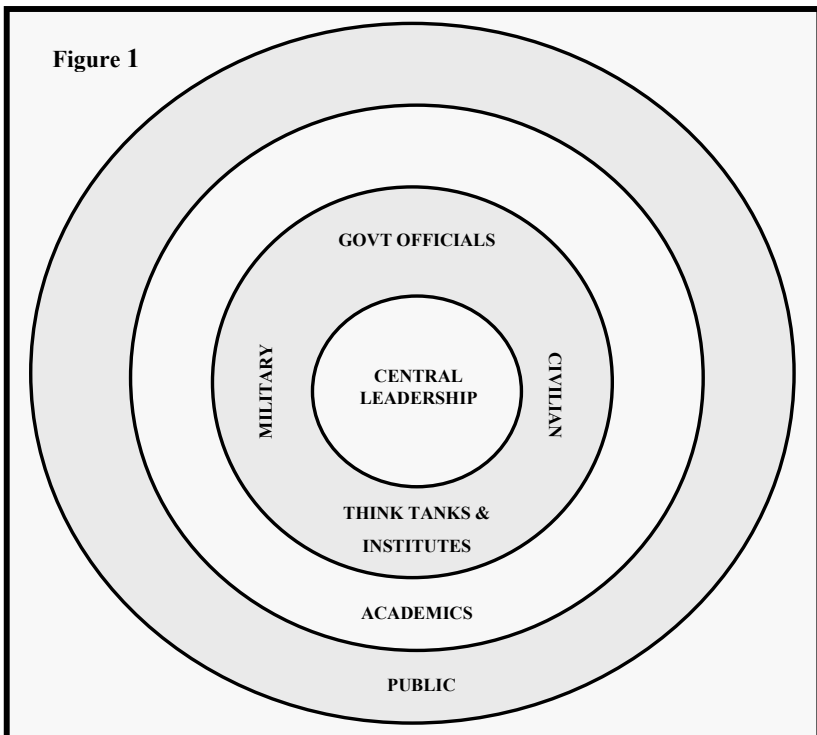 Figure 1
GOVT OFFICIALS
MILITARY
CENTRAL
LEADERSHIP
CIVILIAN
THINK TANKS &
INSTITUTES
ACADEMICS
PUBLIC